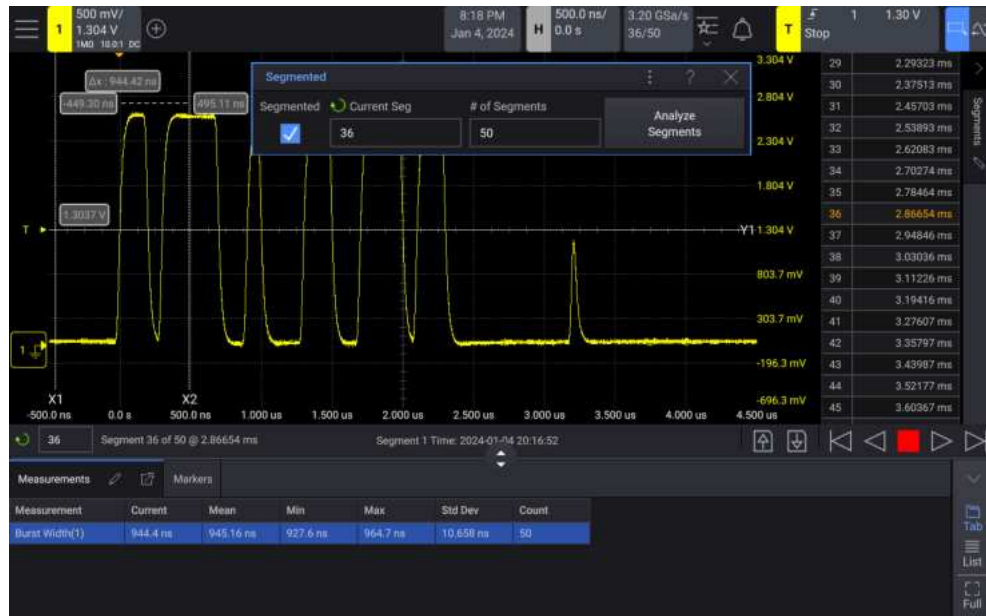 500 mV/
1
1.304 V
1MΩ 10.0:1 DC
8:18 PM
Jan 4, 2024
H
500.0 ns/
0.0 s
3.20 GSa/s
36/50
T
Stop
1
1.30 V
Δx : 944.42 ns
-449.30 ns
495.11 ns
1.3037 V
T
1
X1
X2
Y1
Segmented
Segmented
Current Seg
# of Segments
36
50
Analyze
Segments
3.304 V
2.804 V
2.304 V
1.804 V
1.304 V
803.7 mV
303.7 mV
-196.3 mV
-696.3 mV
-500.0 ns
0.0 s
500.0 ns
1.000 us
1.500 us
2.000 us
2.500 us
3.000 us
3.500 us
4.000 us
4.500 us
29 2.29323 ms
30 2.37513 ms
31 2.45703 ms
32 2.53893 ms
33 2.62083 ms
34 2.70274 ms
35 2.78464 ms
36 2.86654 ms
37 2.94846 ms
38 3.03036 ms
39 3.11226 ms
40 3.19416 ms
41 3.27607 ms
42 3.35797 ms
43 3.43987 ms
44 3.52177 ms
45 3.60367 ms
Segments
36
Segment 36 of 50 @ 2.86654 ms
Segment 1 Time: 2024-01-04 20:16:52
Measurements
Markers
Measurement Current Mean Min Max Std Dev Count
Burst Width(1) 944.4 ns 945.16 ns 927.6 ns 964.7 ns 10.658 ns 50
Tab
List
Full